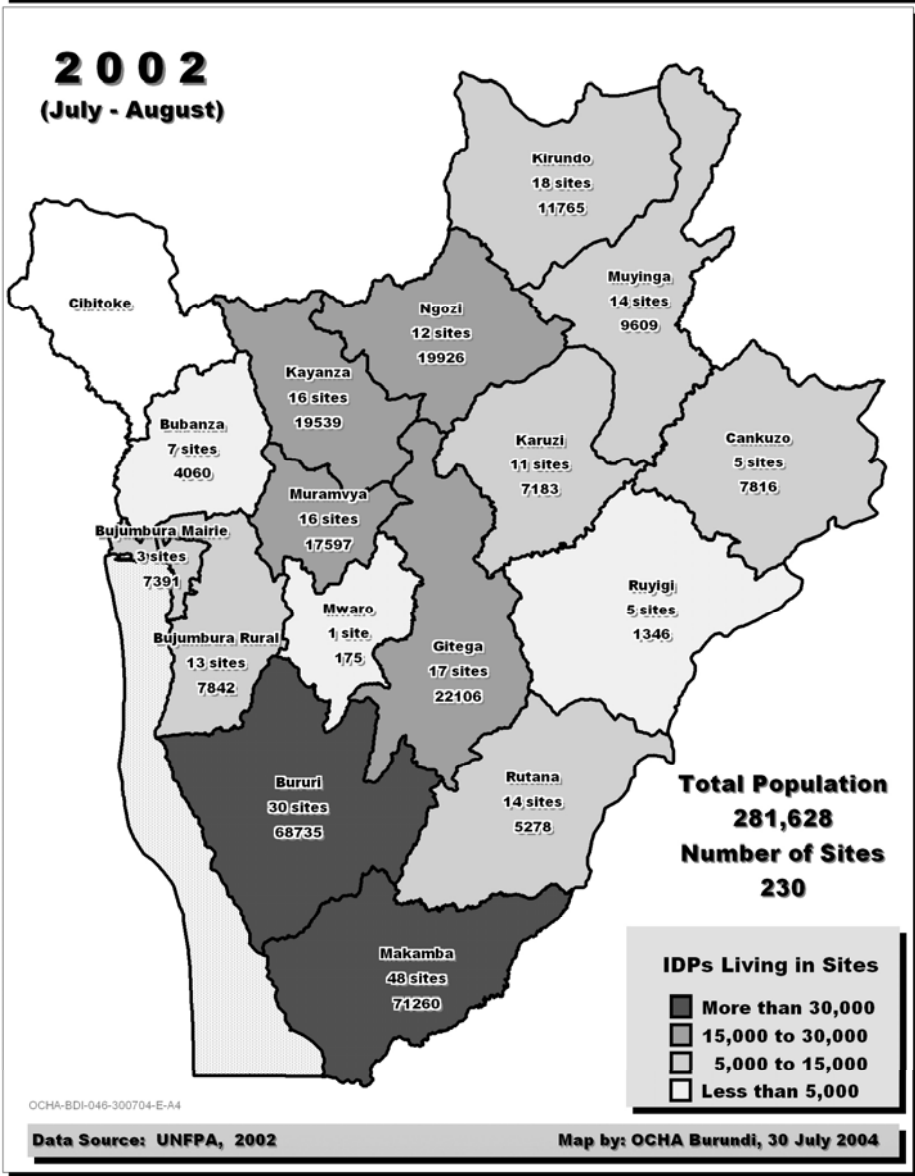 2 0 0 2
(July - August)
Kirundo
18 sites
11765
Muyinga
14 sites
9609
Cibitoke
Ngozi
12 sites
19926
Kayanza
16 sites
19539
Bubanza
7 sites
4060
Karuzi
11 sites
7183
Cankuzo
5 sites
7816
Muramvya
16 sites
17597
Bujumbura Mairie
3 sites
7391
Ruyigi
5 sites
1346
Mwaro
1 site
175
Bujumbura Rural
13 sites
7842
Gitega
17 sites
22106
Bururi
30 sites
68735
Rutana
14 sites
5278
Total Population
281,628
Number of Sites
230
Makamba
48 sites
71260
IDPs Living in Sites
More than 30,000
15,000 to 30,000
5,000 to 15,000
Less than 5,000
OCHA-BDI-046-300704-E-A4
Data Source: UNFPA, 2002
Map by: OCHA Burundi, 30 July 2004